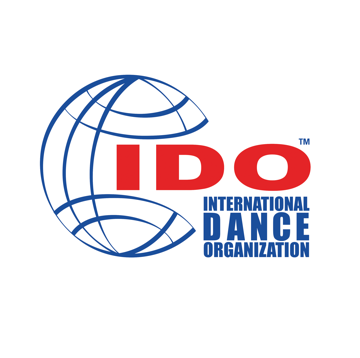 IDO™
INTERNATIONAL
DANCE
ORGANIZATION